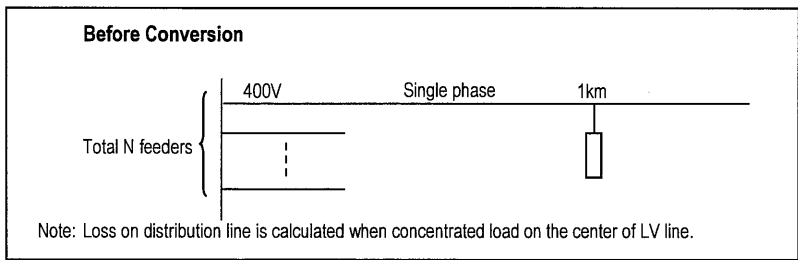 Before Conversion
400V Single phase 1km
Total N feeders
Note: Loss on distribution line is calculated when concentrated load on the center of LV line.